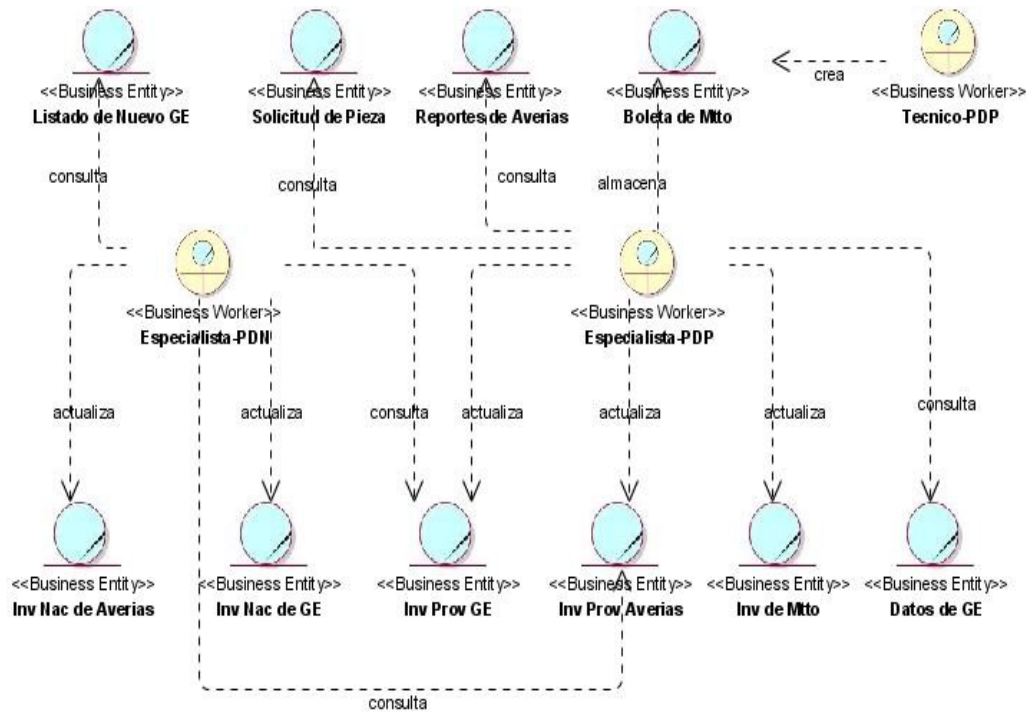 <<Business Entity>>
Listado de Nuevo GE
<<Business Entity>>
Solicitud de Pieza
<<Business Entity>>
Reportes de Averias
<<Business Entity>>
Boleta de Mtto
crea
<<Business Worker>>
Tecnico-PDP
consulta
consulta
consulta
almacena
<<Business Worker>>
Especialista-PDN
<<Business Worker>>
Especialista-PDP
actualiza
actualiza
consulta
actualiza
actualiza
actualiza
consulta
<<Business Entity>>
Inv Nac de Averias
<<Business Entity>>
Inv Nac de GE
<<Business Entity>>
Inv Prov GE
<<Business Entity>>
Inv Prov Averias
<<Business Entity>>
Inv de Mtto
<<Business Entity>>
Datos de GE
consulta